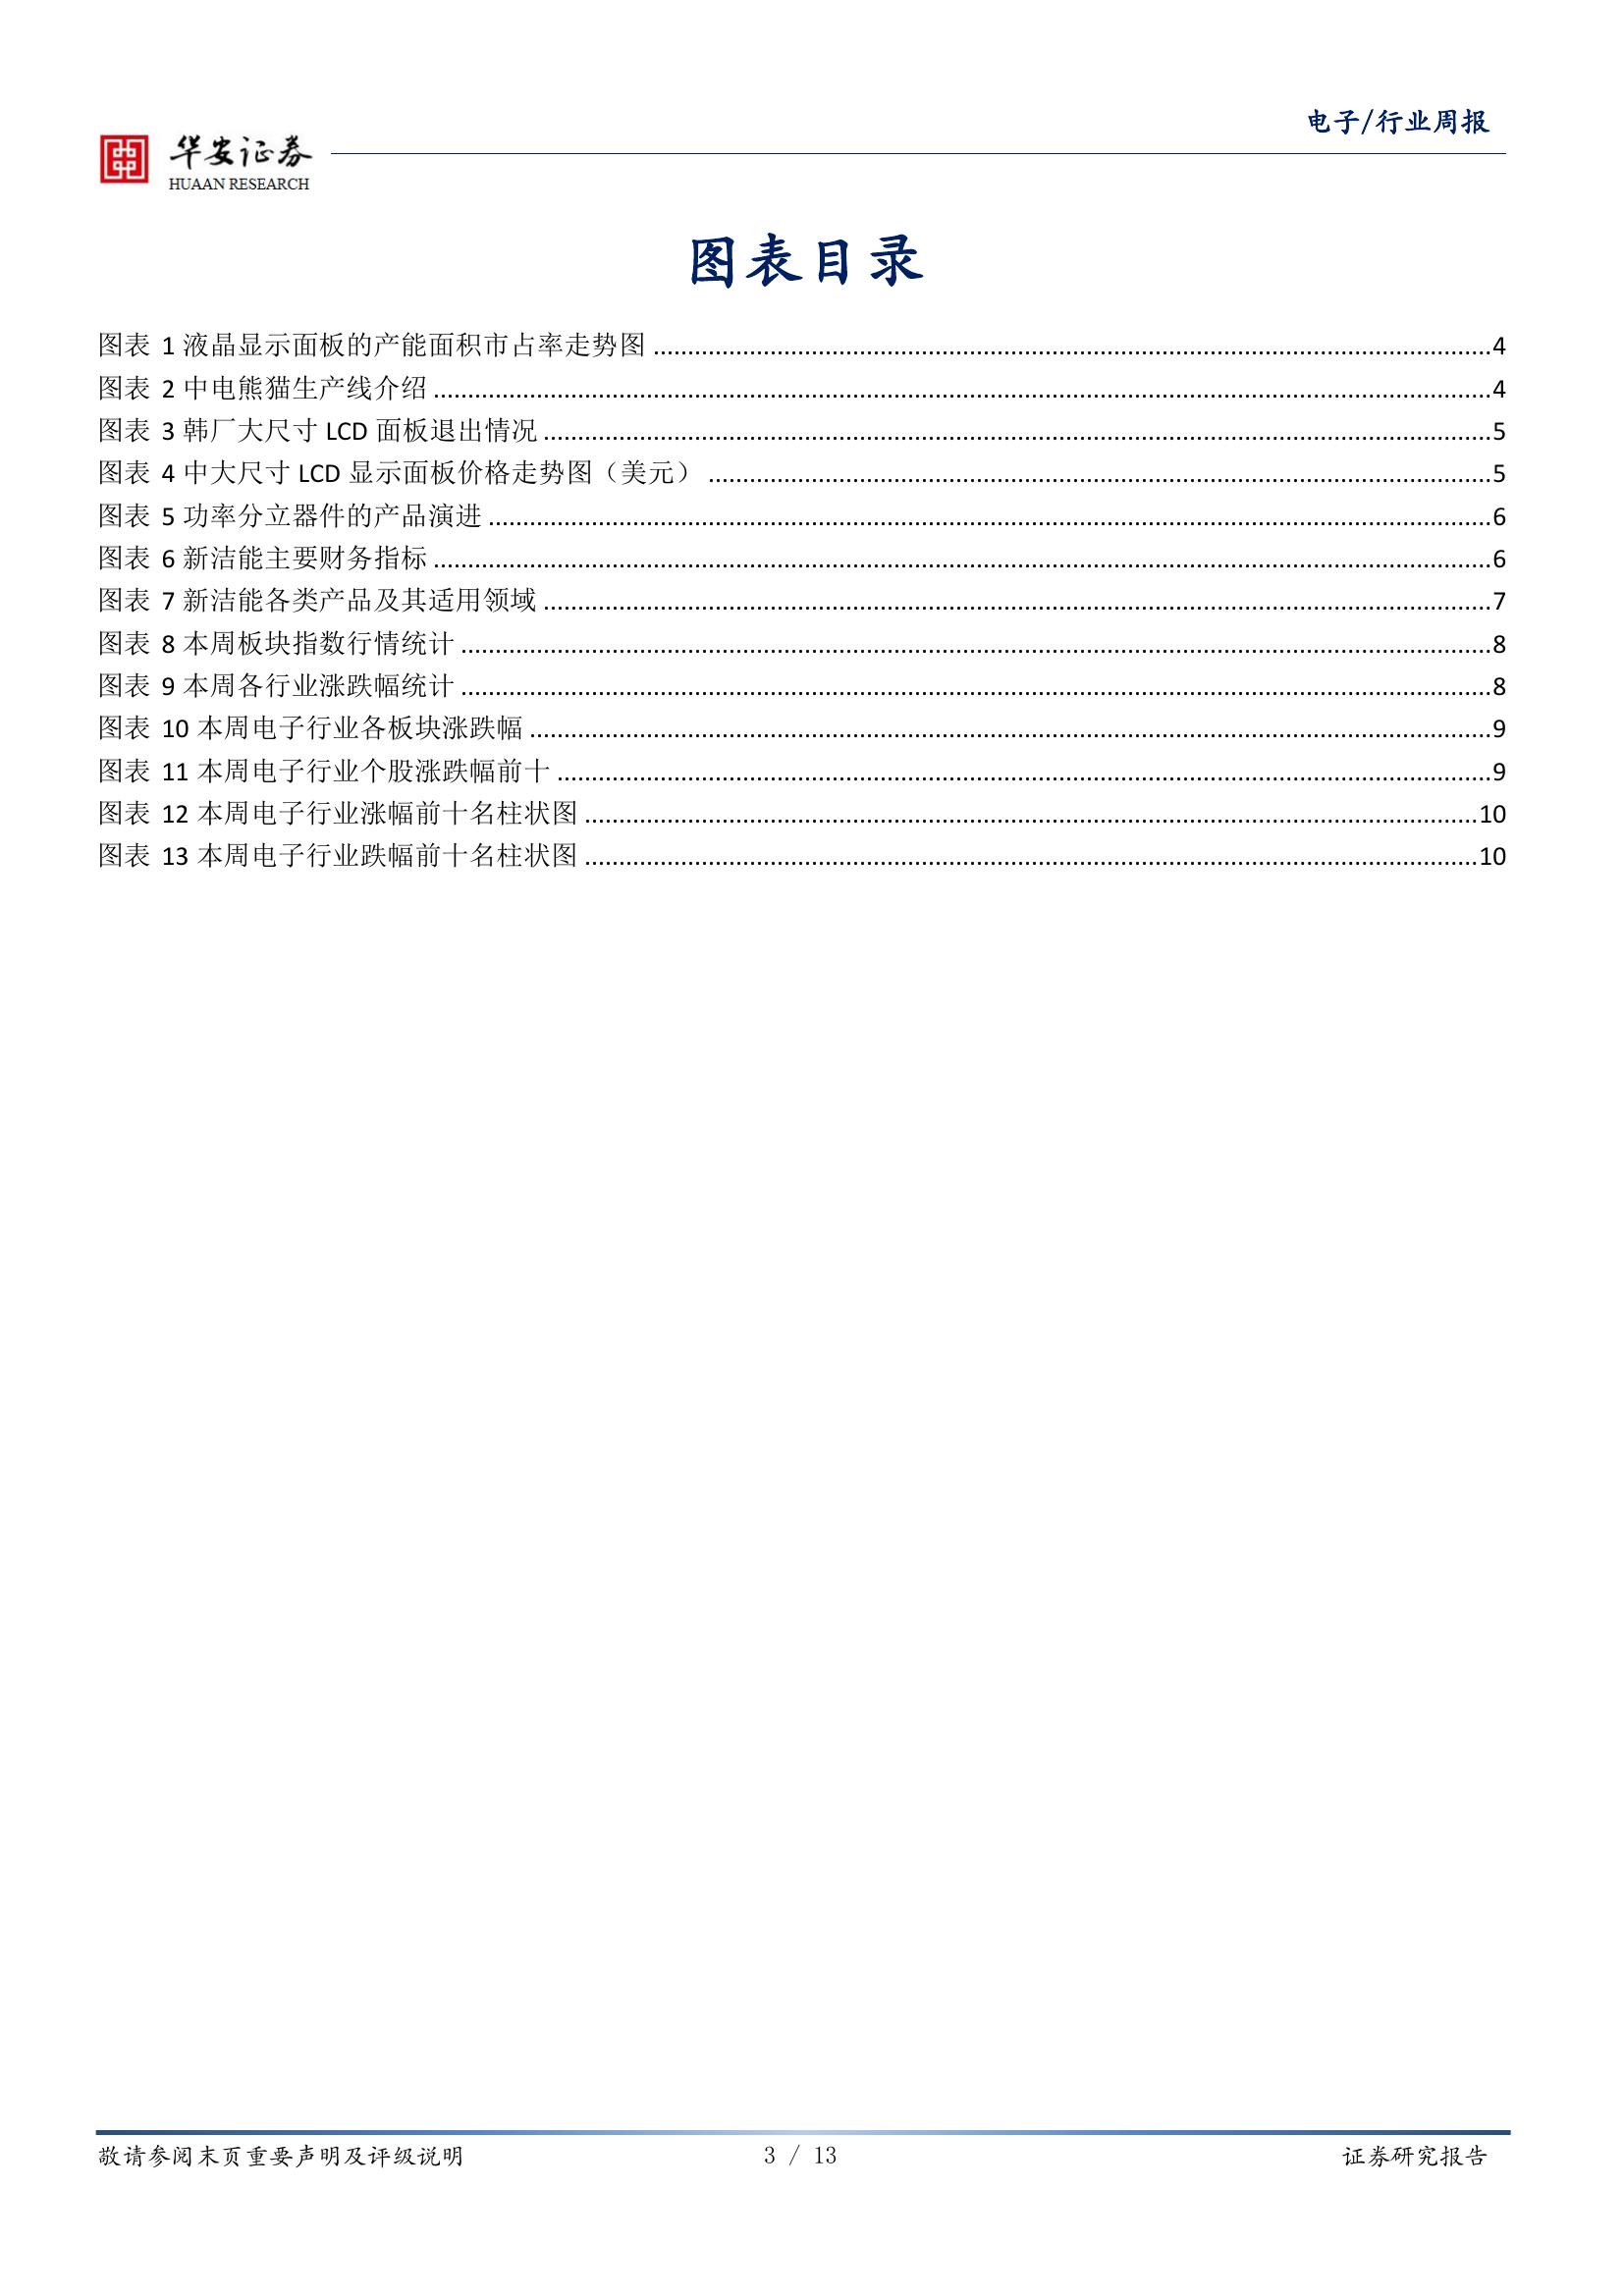 电子/行业周报
华安证券
HUAAN RESEARCH
图表目录
图表 1 液晶显示面板的产能面积市占率走势图 ........ 4
图表 2 中电熊猫生产线介绍 ........ 4
图表 3 韩厂大尺寸 LCD 面板退出情况 ........ 5
图表 4 中大尺寸 LCD 显示面板价格走势图（美元） ........ 5
图表 5 功率分立器件的产品演进 ........ 6
图表 6 新洁能主要财务指标 ........ 6
图表 7 新洁能各类产品及其适用领域 ........ 7
图表 8 本周板块指数行情统计 ........ 8
图表 9 本周各行业涨跌幅统计 ........ 8
图表 10 本周电子行业各板块涨跌幅 ........ 9
图表 11 本周电子行业个股涨跌幅前十 ........ 9
图表 12 本周电子行业涨幅前十名柱状图 ........ 10
图表 13 本周电子行业跌幅前十名柱状图 ........ 10
敬请参阅末页重要声明及评级说明 3 / 13 证券研究报告